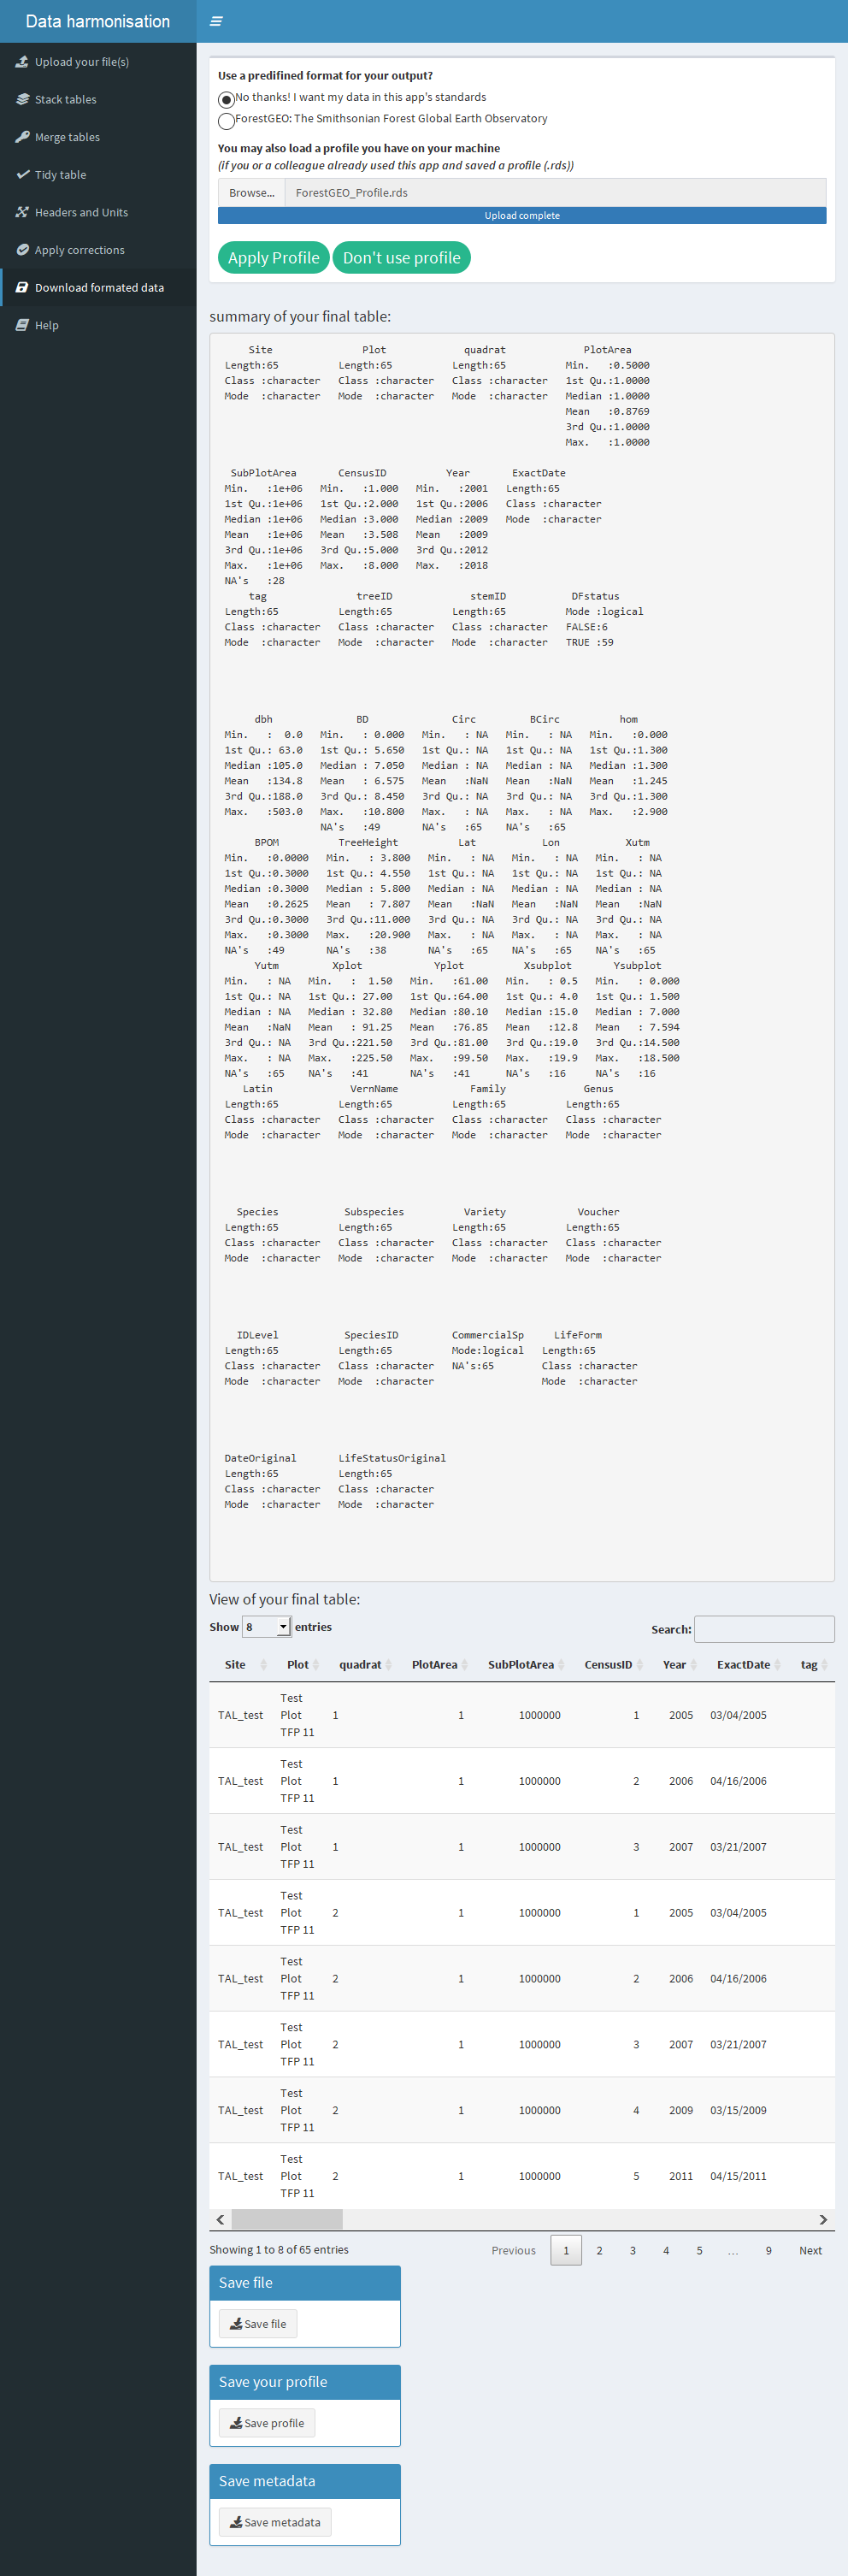 Data harmonisation
Upload your file(s)
Stack tables
Merge tables
Tidy table
Headers and Units
Apply corrections
Download formated data
Help
Use a predifined format for your output?
No thanks! I want my data in this app's standards
ForestGEO: The Smithsonian Forest Global Earth Observatory
You may also load a profile you have on your machine
(if you or a colleague already used this app and saved a profile (.rds))
Browse... ForestGEO_Profile.rds
Upload complete
Apply Profile Don't use profile
summary of your final table:
Site Plot quadrat PlotArea
Length:65 Length:65 Length:65 Min. :0.5000
Class :character Class :character Class :character 1st Qu.:1.0000
Mode :character Mode :character Mode :character Median :1.0000
Mean :0.8769
3rd Qu.:1.0000
Max. :1.0000
SubPlotArea CensusID Year ExactDate
Min. :1e+06 Min. :1.000 Min. :2001 Length:65
1st Qu.:1e+06 1st Qu.:2.000 1st Qu.:2006 Class :character
Median :1e+06 Median :3.000 Median :2009 Mode :character
Mean :1e+06 Mean :3.508 Mean :2009
3rd Qu.:1e+06 3rd Qu.:5.000 3rd Qu.:2012
Max. :1e+06 Max. :8.000 Max. :2018
NA's :28
tag treeID stemID DFstatus
Length:65 Length:65 Length:65 Mode :logical
Class :character Class :character Class :character FALSE:6
Mode :character Mode :character Mode :character TRUE :59
dbh BD Circ BCirc hom
Min. : 0.0 Min. : 0.000 Min. : NA Min. : NA Min. :0.000
1st Qu.: 63.0 1st Qu.: 5.650 1st Qu.: NA 1st Qu.: NA 1st Qu.:1.300
Median :105.0 Median : 7.050 Median : NA Median : NA Median :1.300
Mean :134.8 Mean : 6.575 Mean :NaN Mean :NaN Mean :1.245
3rd Qu.:188.0 3rd Qu.: 8.450 3rd Qu.: NA 3rd Qu.: NA 3rd Qu.:1.300
Max. :503.0 Max. :10.800 Max. : NA Max. : NA Max. :2.900
NA's :49 NA's :65 NA's :65
BPOM TreeHeight Lat Lon Xutm
Min. :0.0000 Min. : 3.800 Min. : NA Min. : NA Min. : NA
1st Qu.:0.3000 1st Qu.: 4.550 1st Qu.: NA 1st Qu.: NA 1st Qu.: NA
Median :0.3000 Median : 5.800 Median : NA Median : NA Median : NA
Mean :0.2625 Mean : 7.807 Mean :NaN Mean :NaN Mean :NaN
3rd Qu.:0.3000 3rd Qu.:11.000 3rd Qu.: NA 3rd Qu.: NA 3rd Qu.: NA
Max. :0.3000 Max. :20.900 Max. : NA Max. : NA Max. : NA
NA's :49 NA's :38 NA's :65 NA's :65 NA's :65
Yutm Xplot Yplot Xsubplot Ysubplot
Min. : NA Min. : 1.50 Min. :61.00 Min. : 0.5 Min. : 0.000
1st Qu.: NA 1st Qu.: 27.00 1st Qu.:64.00 1st Qu.: 4.0 1st Qu.: 1.500
Median : NA Median : 32.80 Median :80.10 Median :15.0 Median : 7.000
Mean :NaN Mean : 91.25 Mean :76.85 Mean :12.8 Mean : 7.594
3rd Qu.: NA 3rd Qu.:221.50 3rd Qu.:81.00 3rd Qu.:19.0 3rd Qu.:14.500
Max. : NA Max. :225.50 Max. :99.50 Max. :19.9 Max. :18.500
NA's :65 NA's :41 NA's :41 NA's :16 NA's :16
Latin VernName Family Genus
Length:65 Length:65 Length:65 Length:65
Class :character Class :character Class :character Class :character
Mode :character Mode :character Mode :character Mode :character
Species Subspecies Variety Voucher
Length:65 Length:65 Length:65 Length:65
Class :character Class :character Class :character Class :character
Mode :character Mode :character Mode :character Mode :character
IDLevel SpeciesID CommercialSp LifeForm
Length:65 Length:65 Mode:logical Length:65
Class :character Class :character NA's:65 Class :character
Mode :character Mode :character Mode :character
DateOriginal LifeStatusOriginal
Length:65 Length:65
Class :character Class :character
Mode :character Mode :character
View of your final table:
Show 8 entries Search:
Site Plot quadrat PlotArea SubPlotArea CensusID Year ExactDate tag
Test
Plot
TFP 11
TAL_test 1 1 1000000 1 2005 03/04/2005
Test
Plot
TFP 11
TAL_test 1 1 1000000 2 2006 04/16/2006
Test
Plot
TFP 11
TAL_test 1 1 1000000 3 2007 03/21/2007
Test
Plot
TFP 11
TAL_test 2 1 1000000 1 2005 03/04/2005
Test
Plot
TFP 11
TAL_test 2 1 1000000 2 2006 04/16/2006
Test
Plot
TFP 11
TAL_test 2 1 1000000 3 2007 03/21/2007
Test
Plot
TFP 11
TAL_test 2 1 1000000 4 2009 03/15/2009
Test
Plot
TFP 11
TAL_test 2 1 1000000 5 2011 04/15/2011
Showing 1 to 8 of 65 entries Previous 1 2 3 4 5 … 9 Next
Save file
Save file
Save your profile
Save profile
Save metadata
Save metadata